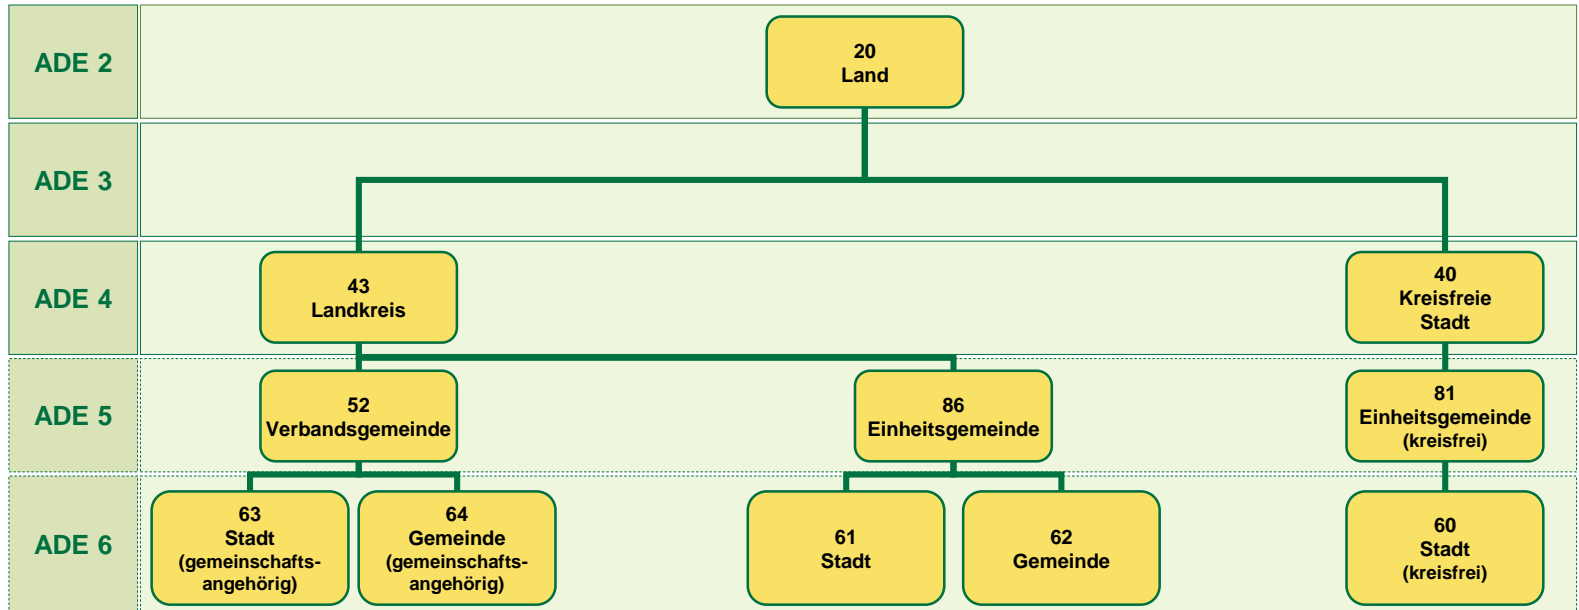 ADE 2
20
Land
ADE 3
ADE 4
43
Landkreis
40
Kreisfreie
Stadt
ADE 5
52
Verbandsgemeinde
86
Einheitsgemeinde
81
Einheitsgemeinde
(kreisfrei)
ADE 6
63
Stadt
(gemeinschafts-
angehörig)
64
Gemeinde
(gemeinschafts-
angehörig)
61
Stadt
62
Gemeinde
60
Stadt
(kreisfrei)